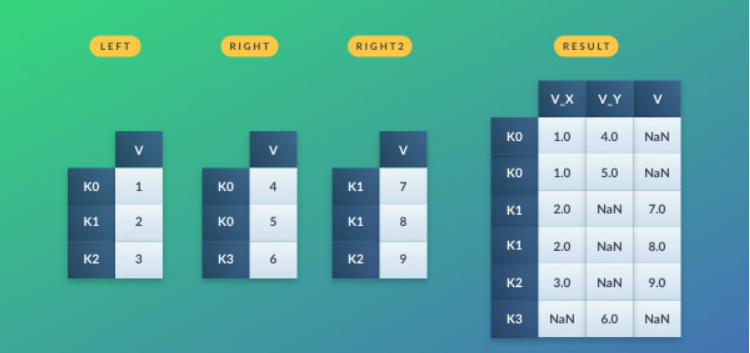 LEFT
RIGHT
RIGHT2
RESULT
V
K0 1
K1 2
K2 3
V
K0 4
K0 5
K3 6
V
K1 7
K1 8
K2 9
V_X V_Y V
K0 1.0 4.0 NaN
K0 1.0 5.0 NaN
K1 2.0 NaN 7.0
K1 2.0 NaN 8.0
K2 3.0 NaN 9.0
K3 NaN 6.0 NaN